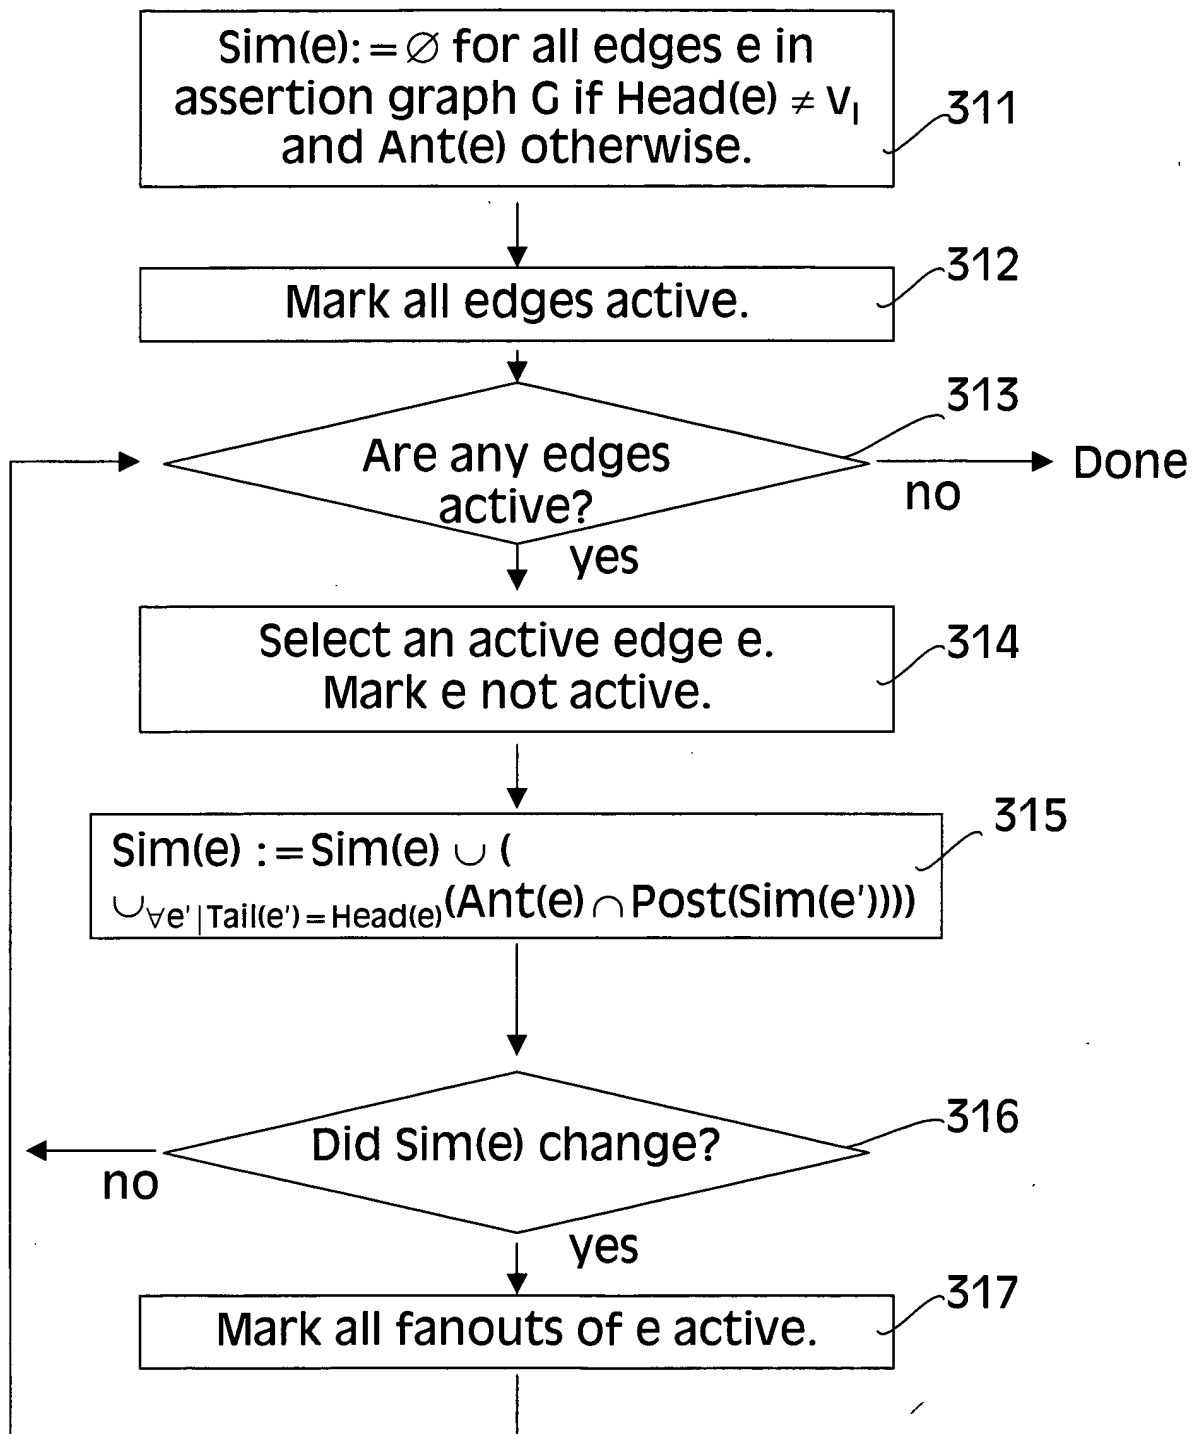 Sim(e): = ∅ for all edges e in
assertion graph G if Head(e) ≠ v_I
and Ant(e) otherwise.
311
312
Mark all edges active.
313
Are any edges
active?
Done
no
yes
Select an active edge e.
Mark e not active.
314
315
Sim(e) : = Sim(e) ∪ (
∪∀e'|Tail(e')=Head(e)(Ant(e) ∩ Post(Sim(e'))))
316
Did Sim(e) change?
no
yes
317
Mark all fanouts of e active.